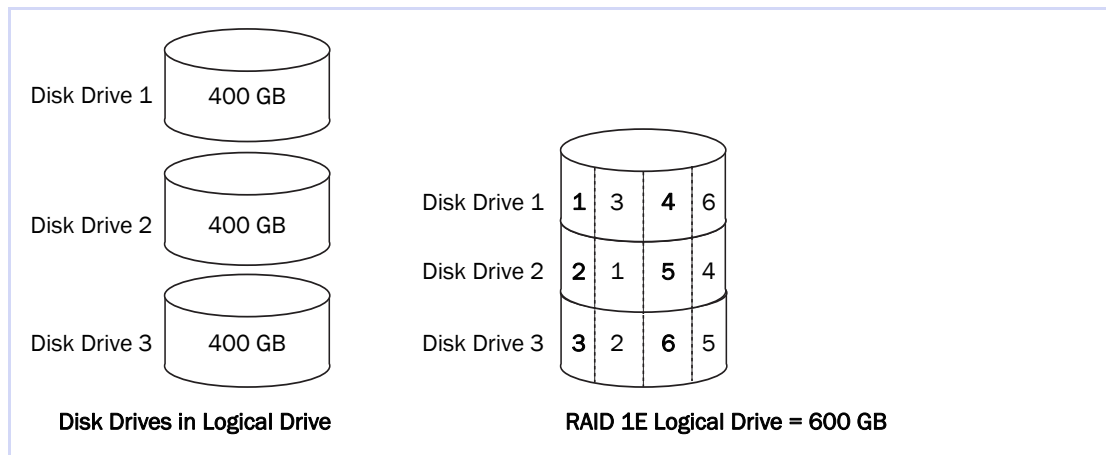 Disk Drive 1 400 GB
Disk Drive 2 400 GB
Disk Drive 3 400 GB
Disk Drives in Logical Drive
Disk Drive 1 1 3 4 6
Disk Drive 2 2 1 5 4
Disk Drive 3 3 2 6 5
RAID 1E Logical Drive = 600 GB